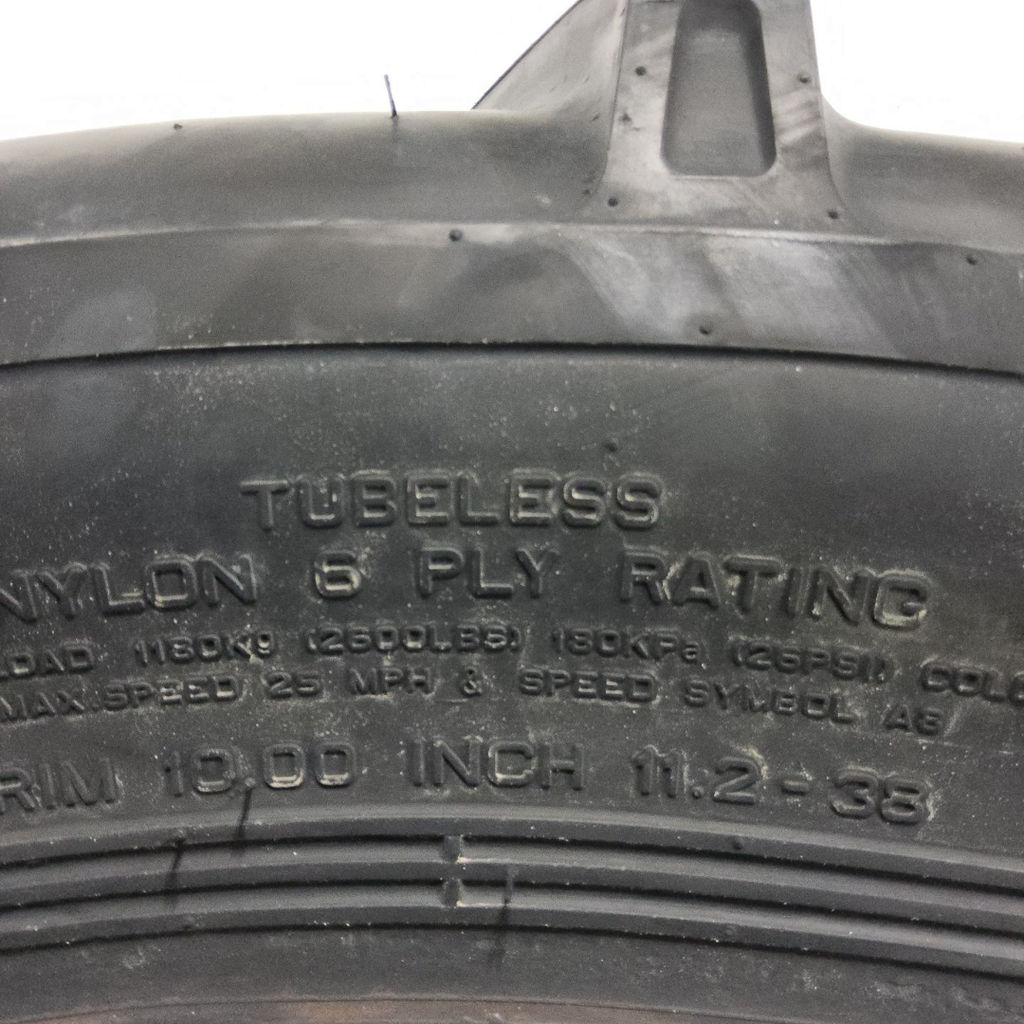 TUBELESS
NYLON 6 PLY RATING
LOAD 1180Kg (2600LBS) 180KPa (26PSI) COLD
MAX SPEED 25 MPH & SPEED SYMBOL A8
RIM 10.00 INCH 11.2 - 38